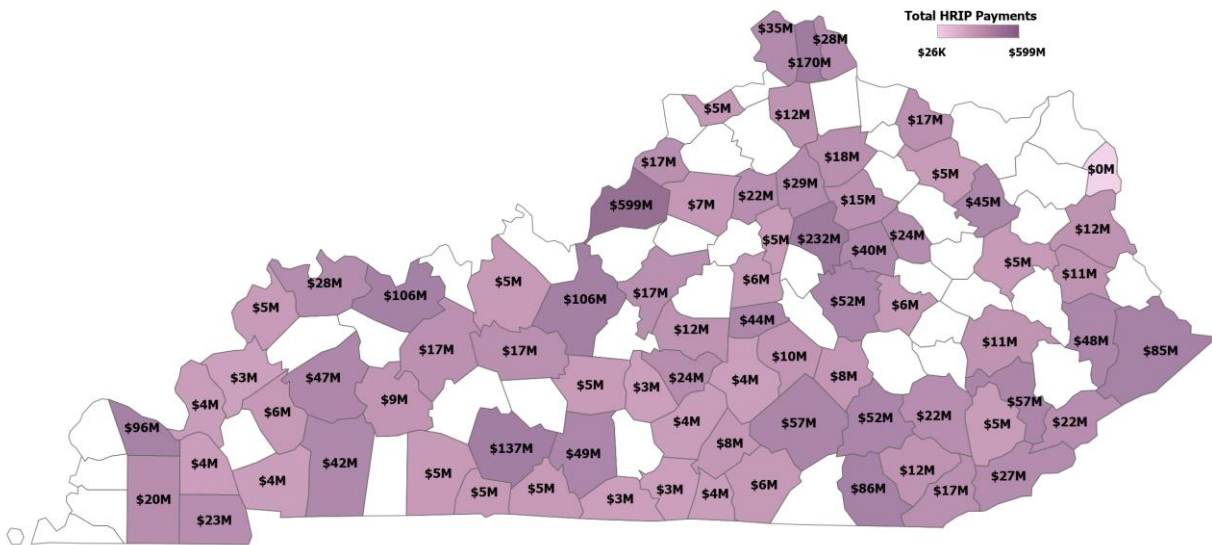 Total HRIP Payments
$26K $599M
$35M
$28M
$170M
$5M
$12M
$17M
$17M
$18M
$5M
$0M
$599M
$7M
$22M
$29M
$15M
$45M
$5M
$232M
$24M
$12M
$40M
$5M
$11M
$28M
$106M
$5M
$106M
$17M
$6M
$52M
$6M
$5M
$12M
$44M
$11M
$48M
$85M
$17M
$17M
$10M
$3M
$47M
$9M
$5M
$3M
$24M
$4M
$8M
$4M
$6M
$57M
$96M
$4M
$57M
$52M
$22M
$5M
$22M
$137M
$49M
$8M
$4M
$42M
$5M
$12M
$27M
$20M
$4M
$5M
$5M
$3M
$3M
$4M
$6M
$86M
$17M
$23M